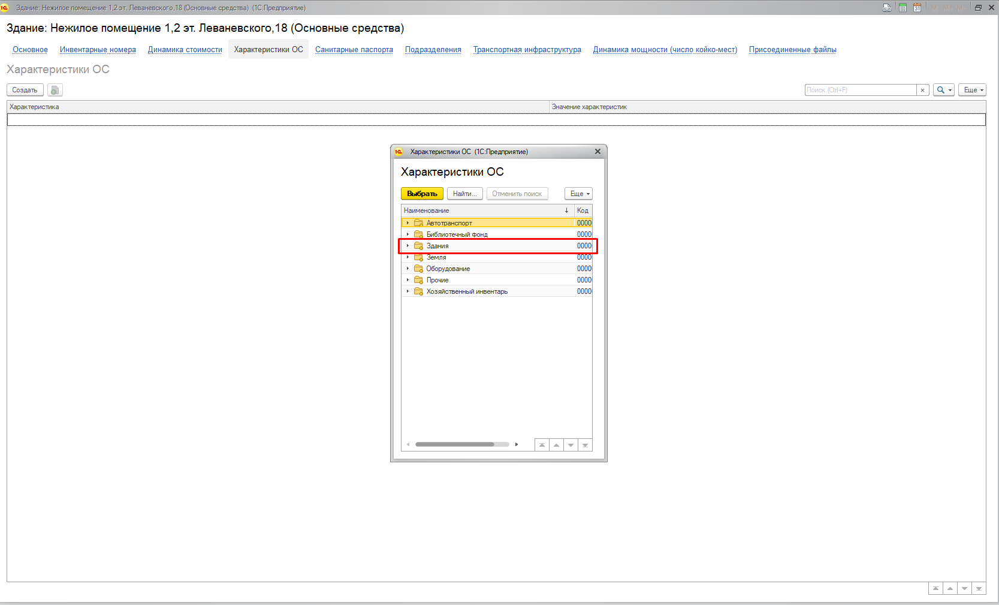 Здание: Нежилое помещение 1,2 эт. Леваневского,18 (Основные средства) (1С:Предприятие)
31
M M+ M-
Здание: Нежилое помещение 1,2 эт. Леваневского,18 (Основные средства)
Основное Инвентарные номера Динамика стоимости Характеристики ОС Санитарные паспорта Подразделения Транспортная инфраструктура Динамика мощности (число койко-мест) Присоединенные файлы
Характеристики ОС
Создать Поиск (Ctrl+F) × Еще
Характеристика Значение характеристик
1С Характеристики ОС (1С:Предприятие)
Характеристики ОС
Выбрать Найти... Отменить поиск Еще
Наименование ↓ Код
Автотранспорт 0000
Библиотечный фонд 0000
Здания 0000
Земля 0000
Оборудование 0000
Прочие 0000
Хозяйственный инвентарь 0000